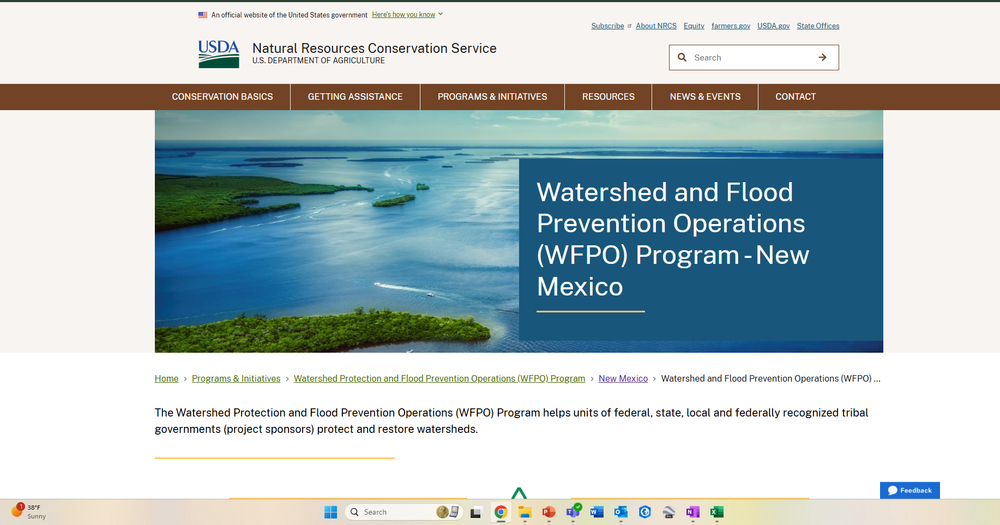 An official website of the United States government Here's how you know
Subscribe About NRCS Equity farmers.gov USDA.gov State Offices
USDA
Natural Resources Conservation Service
U.S. DEPARTMENT OF AGRICULTURE
Search
CONSERVATION BASICS GETTING ASSISTANCE PROGRAMS & INITIATIVES RESOURCES NEWS & EVENTS CONTACT
Watershed and Flood
Prevention Operations
(WFPO) Program - New
Mexico
Home › Programs & Initiatives › Watershed Protection and Flood Prevention Operations (WFPO) Program › New Mexico › Watershed and Flood Prevention Operations (WFPO) ...
The Watershed Protection and Flood Prevention Operations (WFPO) Program helps units of federal, state, local and federally recognized tribal
governments (project sponsors) protect and restore watersheds.
Feedback
1
38°F
Sunny
Search
P
T
W
O
Pro
N
X